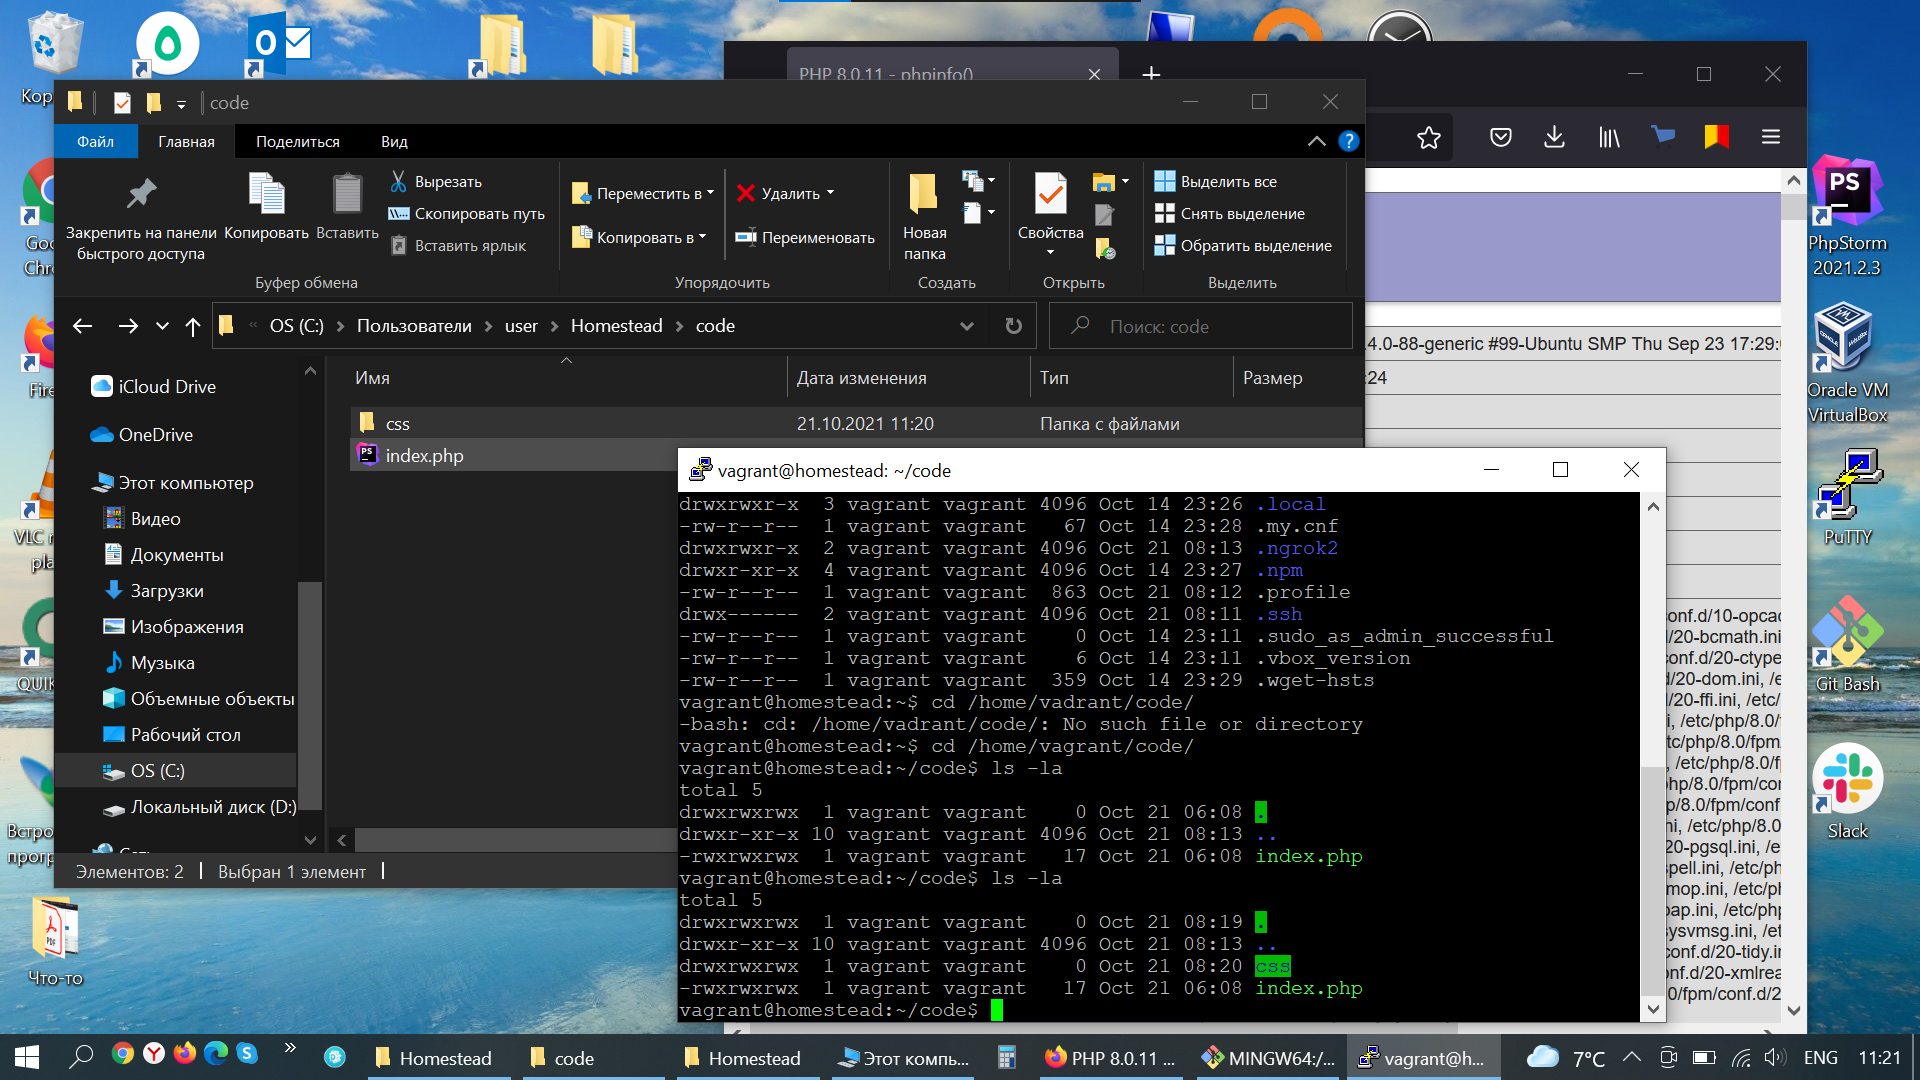 PHP 8.0.11 - phpinfo()
code
Файл
Главная
Поделиться
Вид
Закрепить на панели
быстрого доступа
Копировать
Вставить
Вырезать
Скопировать путь
Вставить ярлык
Буфер обмена
Переместить в
Копировать в
Удалить
Переименовать
Упорядочить
Новая
папка
Создать
Свойства
Открыть
Выделить все
Снять выделение
Обратить выделение
Выделить
OS (C:) > Пользователи > user > Homestead > code
Поиск: code
Имя
Дата изменения
Тип
Размер
css
21.10.2021 11:20
Папка с файлами
index.php
iCloud Drive
OneDrive
Этот компьютер
Видео
Документы
Загрузки
Изображения
Музыка
Объемные объекты
Рабочий стол
OS (C:)
Локальный диск (D:)
Элементов: 2
Выбран 1 элемент
.4.0-88-generic #99-Ubuntu SMP Thu Sep 23 17:29:
:24
vagrant@homestead: ~/code
drwxrwxr-x  3 vagrant vagrant 4096 Oct 14 23:26 .local
-rw-r--r--  1 vagrant vagrant   67 Oct 14 23:28 .my.cnf
drwxrwxr-x  2 vagrant vagrant 4096 Oct 21 08:13 .ngrok2
drwxr-xr-x  4 vagrant vagrant 4096 Oct 14 23:27 .npm
-rw-r--r--  1 vagrant vagrant  863 Oct 21 08:12 .profile
drwx------  2 vagrant vagrant 4096 Oct 21 08:11 .ssh
-rw-r--r--  1 vagrant vagrant    0 Oct 14 23:11 .sudo_as_admin_successful
-rw-r--r--  1 vagrant vagrant    6 Oct 14 23:11 .vbox_version
-rw-r--r--  1 vagrant vagrant  359 Oct 14 23:29 .wget-hsts
vagrant@homestead:~$ cd /home/vadrant/code/
-bash: cd: /home/vadrant/code/: No such file or directory
vagrant@homestead:~$ cd /home/vagrant/code/
vagrant@homestead:~/code$ ls -la
total 5
drwxrwxrwx  1 vagrant vagrant    0 Oct 21 06:08 .
drwxr-xr-x 10 vagrant vagrant 4096 Oct 21 08:13 ..
-rwxrwxrwx  1 vagrant vagrant   17 Oct 21 06:08 index.php
vagrant@homestead:~/code$ ls -la
total 5
drwxrwxrwx  1 vagrant vagrant    0 Oct 21 08:19 .
drwxr-xr-x 10 vagrant vagrant 4096 Oct 21 08:13 ..
drwxrwxrwx  1 vagrant vagrant    0 Oct 21 08:20 css
-rwxrwxrwx  1 vagrant vagrant   17 Oct 21 06:08 index.php
vagrant@homestead:~/code$
conf.d/10-opcac
/20-bcmath.ini
conf.d/20-ctype
d/20-dom.ini, /e
/20-ffi.ini, /etc/
i, /etc/php/8.0/
tc/php/8.0/fpm
, /etc/php/8.0/f
php/8.0/fpm/con
p/8.0/fpm/conf
ni, /etc/php/8.0
20-pgsql.ini, /e
spell.ini, /etc/ph
mop.ini, /etc/ph
ap.ini, /etc/php
sysvmsg.ini, /et
conf.d/20-tidy.in
nf.d/20-xmlrea
0/fpm/conf.d/2
PhpStorm
2021.2.3
Oracle VM
VirtualBox
PuTTY
Git Bash
Slack
Кор
Goo
Chr
Fire
VLC
pla
QUIK
Встро
прогр
Что-то
Homestead
code
Homestead
Этот компь...
PHP 8.0.11 ...
MINGW64:/...
vagrant@h...
7°C
ENG
11:21